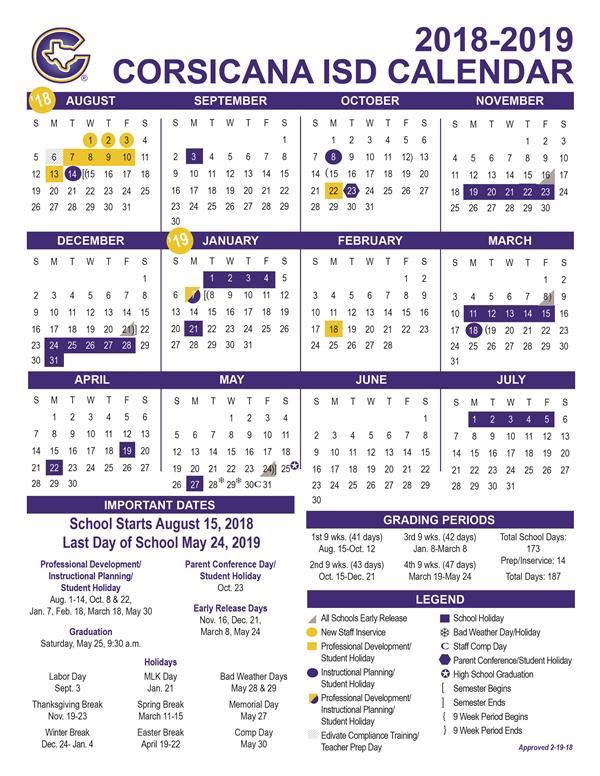 2018-2019
CORSICANA ISD CALENDAR
'18 AUGUST
S M T W T F S
1 2 3 4
5 6 7 8 9 10 11
12 13 14 [(15 16 17 18
19 20 21 22 23 24 25
26 27 28 29 30 31
SEPTEMBER
S M T W T F S
1
2 3 4 5 6 7 8
9 10 11 12 13 14 15
16 17 18 19 20 21 22
23 24 25 26 27 28 29
30
OCTOBER
S M T W T F S
1 2 3 4 5 6
7 8 9 10 11 12) 13
14 (15 16 17 18 19 20
21 22 23 24 25 26 27
28 29 30 31
NOVEMBER
S M T W T F S
1 2 3
4 5 6 7 8 9 10
11 12 13 14 15 16 17
18 19 20 21 22 23 24
25 26 27 28 29 30
DECEMBER
S M T W T F S
1
2 3 4 5 6 7 8
9 10 11 12 13 14 15
16 17 18 19 20 21)] 22
23 24 25 26 27 28 29
30 31
'19 JANUARY
S M T W T F S
1 2 3 4 5
6 7 [(8 9 10 11 12
13 14 15 16 17 18 19
20 21 22 23 24 25 26
27 28 29 30 31
FEBRUARY
S M T W T F S
1 2
3 4 5 6 7 8 9
10 11 12 13 14 15 16
17 18 19 20 21 22 23
24 25 26 27 28
MARCH
S M T W T F S
1 2
3 4 5 6 7 8) 9
10 11 12 13 14 15 16
17 18 (19 20 21 22 23
24 25 26 27 28 29 30
31
APRIL
S M T W T F S
1 2 3 4 5 6
7 8 9 10 11 12 13
14 15 16 17 18 19 20
21 22 23 24 25 26 27
28 29 30
MAY
S M T W T F S
1 2 3 4
5 6 7 8 9 10 11
12 13 14 15 16 17 18
19 20 21 22 23 24)] 25
26 27 28 29 30 C 31
JUNE
S M T W T F S
1
2 3 4 5 6 7 8
9 10 11 12 13 14 15
16 17 18 19 20 21 22
23 24 25 26 27 28 29
30
JULY
S M T W T F S
1 2 3 4 5 6
7 8 9 10 11 12 13
14 15 16 17 18 19 20
21 22 23 24 25 26 27
28 29 30 31
IMPORTANT DATES
School Starts August 15, 2018
Last Day of School May 24, 2019
Professional Development/
Instructional Planning/
Student Holiday
Aug. 1-14, Oct. 8 & 22,
Jan. 7, Feb. 18, March 18, May 30
Parent Conference Day/
Student Holiday
Oct. 23
Early Release Days
Nov. 16, Dec. 21,
March 8, May 24
Graduation
Saturday, May 25, 9:30 a.m.
Holidays
Labor Day
Sept. 3
MLK Day
Jan. 21
Bad Weather Days
May 28 & 29
Thanksgiving Break
Nov. 19-23
Spring Break
March 11-15
Memorial Day
May 27
Winter Break
Dec. 24- Jan. 4
Easter Break
April 19-22
Comp Day
May 30
GRADING PERIODS
1st 9 wks. (41 days)
Aug. 15-Oct. 12
3rd 9 wks. (42 days)
Jan. 8-March 8
2nd 9 wks. (43 days)
Oct. 15-Dec. 21
4th 9 wks. (47 days)
March 19-May 24
Total School Days:
173
Prep/Inservice: 14
Total Days: 187
LEGEND
All Schools Early Release
New Staff Inservice
Professional Development/
Student Holiday
Instructional Planning/
Student Holiday
Professional Development/
Instructional Planning/
Student Holiday
Edivate Compliance Training/
Teacher Prep Day
School Holiday
Bad Weather Day/Holiday
C Staff Comp Day
Parent Conference/Student Holiday
High School Graduation
[ Semester Begins
] Semester Ends
{ 9 Week Period Begins
} 9 Week Period Ends
Approved 2-19-18